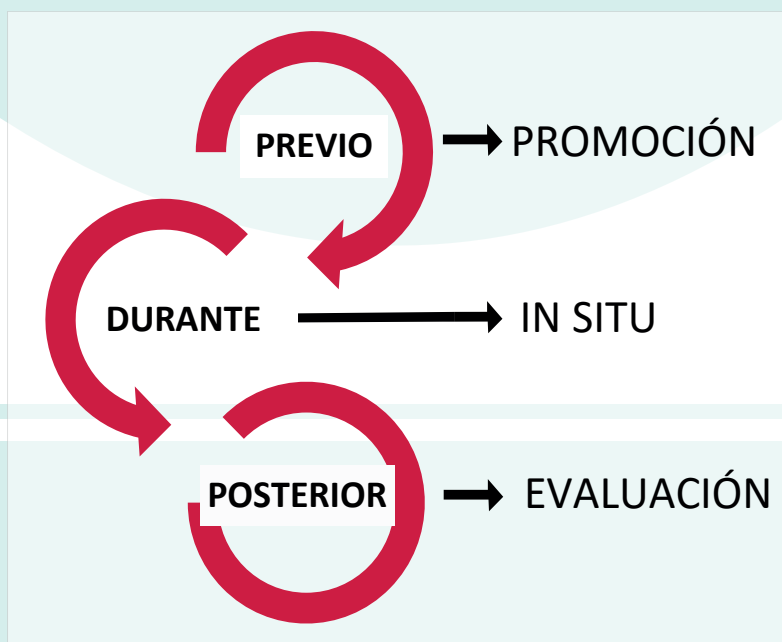 PREVIO PROMOCIÓN
DURANTE IN SITU
POSTERIOR EVALUACIÓN